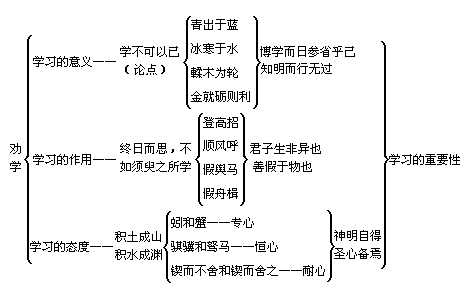 劝学
学习的意义——
学不可以已
(论点)
青出于蓝
冰寒于水
輮木为轮
金就砺则利
博学而日参省乎己
知明而行无过
学习的作用——
终日而思，不
如须臾之所学
登高招
顺风呼
假舆马
假舟楫
君子生非异也
善假于物也
学习的态度——
积土成山
积水成渊
蚓和蟹——专心
骐骥和驽马——恒心
锲而不舍和锲而舍之——耐心
神明自得
圣心备焉
学习的重要性